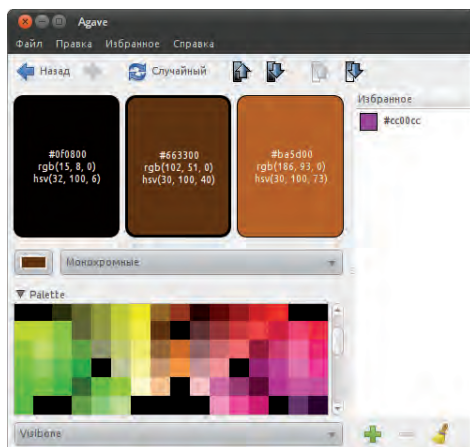 Agave
Файл Правка Избранное Справка
Назад Случайный
#0f0800
rgb(15, 8, 0)
hsv(32, 100, 6)
#663300
rgb(102, 51, 0)
hsv(30, 100, 40)
#ba5d00
rgb(186, 93, 0)
hsv(30, 100, 73)
Избранное
#cc00cc
Монохромные
Palette
Visibone